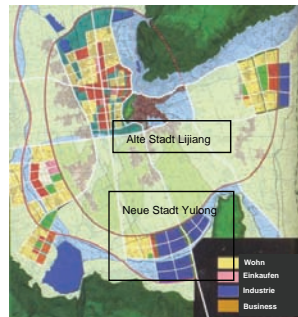 Alte Stadt Lijiang
Neue Stadt Yulong
Wohn
Einkaufen
Industrie
Business